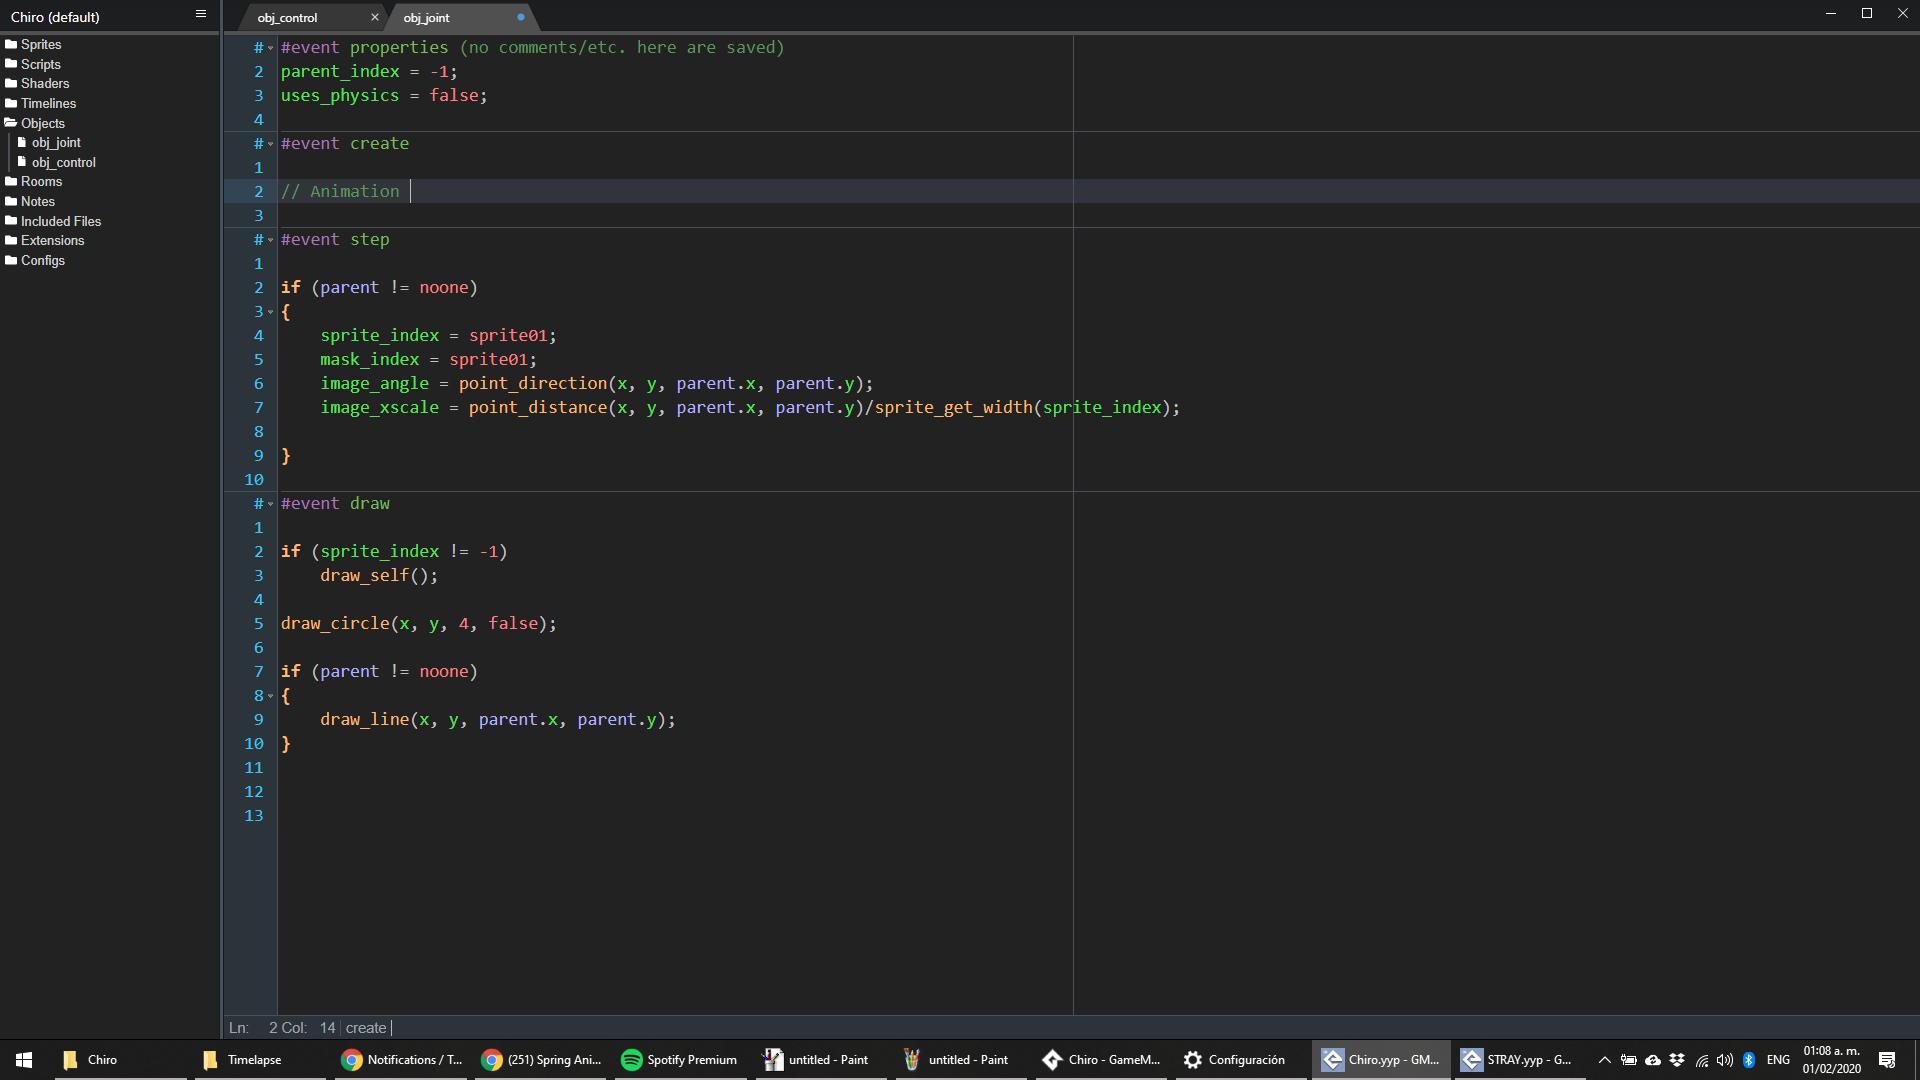 Chiro (default)
obj_control
obj_joint
Sprites
Scripts
Shaders
Timelines
Objects
obj_joint
obj_control
Rooms
Notes
Included Files
Extensions
Configs
# #event properties (no comments/etc. here are saved)
2 parent_index = -1;
3 uses_physics = false;
4
# #event create
1
2 // Animation
3
# #event step
1
2 if (parent != noone)
3 {
4 sprite_index = sprite01;
5 mask_index = sprite01;
6 image_angle = point_direction(x, y, parent.x, parent.y);
7 image_xscale = point_distance(x, y, parent.x, parent.y)/sprite_get_width(sprite_index);
8
9 }
10
# #event draw
1
2 if (sprite_index != -1)
3 draw_self();
4
5 draw_circle(x, y, 4, false);
6
7 if (parent != noone)
8 {
9 draw_line(x, y, parent.x, parent.y);
10 }
11
12
13
Ln: 2 Col: 14 create
Chiro
Timelapse
Notifications / T...
(251) Spring Ani...
Spotify Premium
untitled - Paint
untitled - Paint
Chiro - GameM...
Configuración
Chiro.yyp - GM...
STRAY.yyp - G...
ENG
01:08 a. m.
01/02/2020